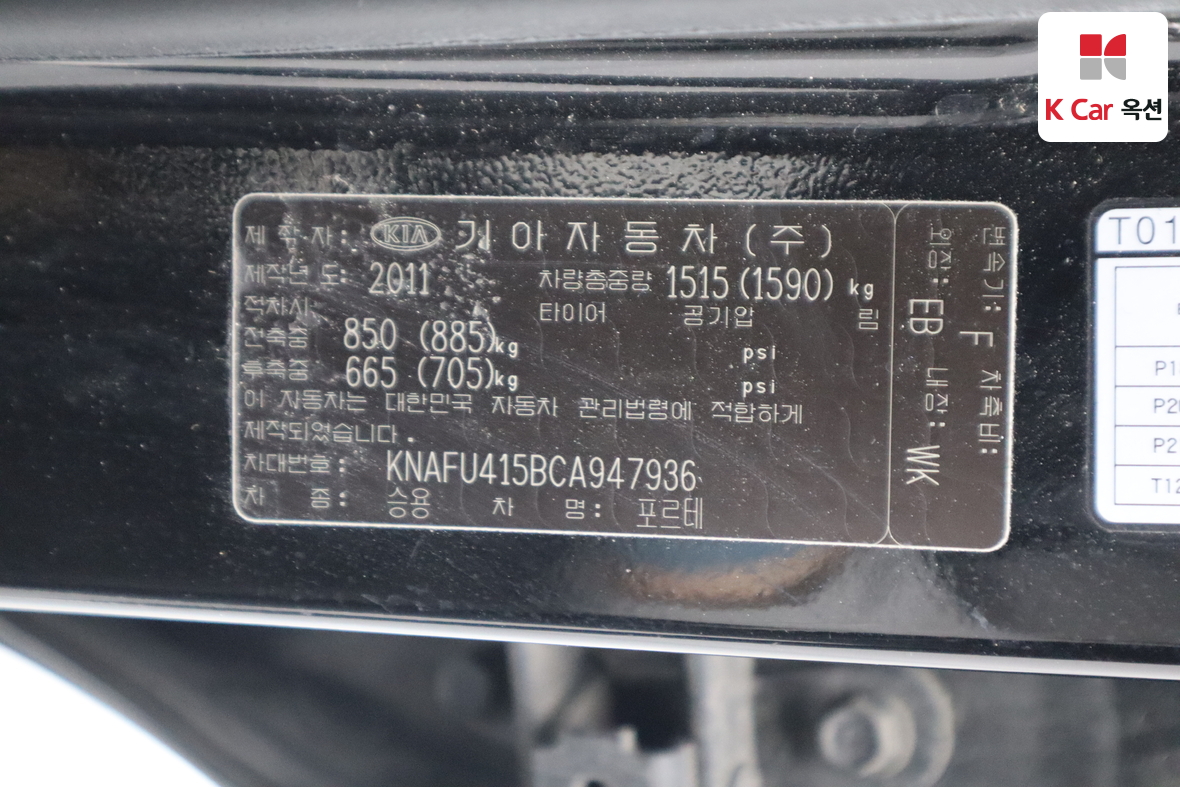 K Car 옥션
제 작 자: KIA 기아자동차(주)
제작년도: 2011 차량총중량 1515(1590) kg
적차시 타이어 공기압 림
전축중 850 (885)kg psi
후축중 665 (705)kg psi
이 자동차는 대한민국 자동차 관리법령에 적합하게
제작되었습니다.
차대번호: KNAFU415BCA947936
차 종: 승용 차 명: 포르테
변속기: F 차축비:
외장: EB 내장: WK
T01
P1
P20
P2
T12